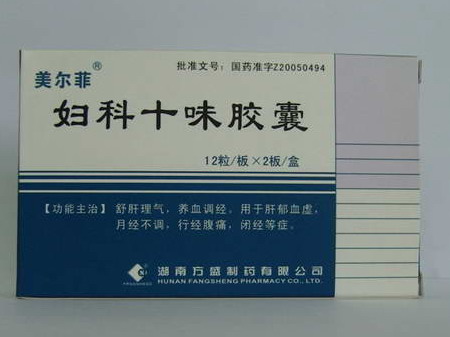 批准文号：国药准字Z20050494
美尔菲®
妇科十味胶囊
12粒/板×2板/盒
【功能主治】舒肝理气，养血调经。用于肝郁血虚，
月经不调，行经腹痛，闭经等症。
湖南方盛制药有限公司
HUNAN FANGSHENG PHARMACY CO., LTD.
FANGSHENG